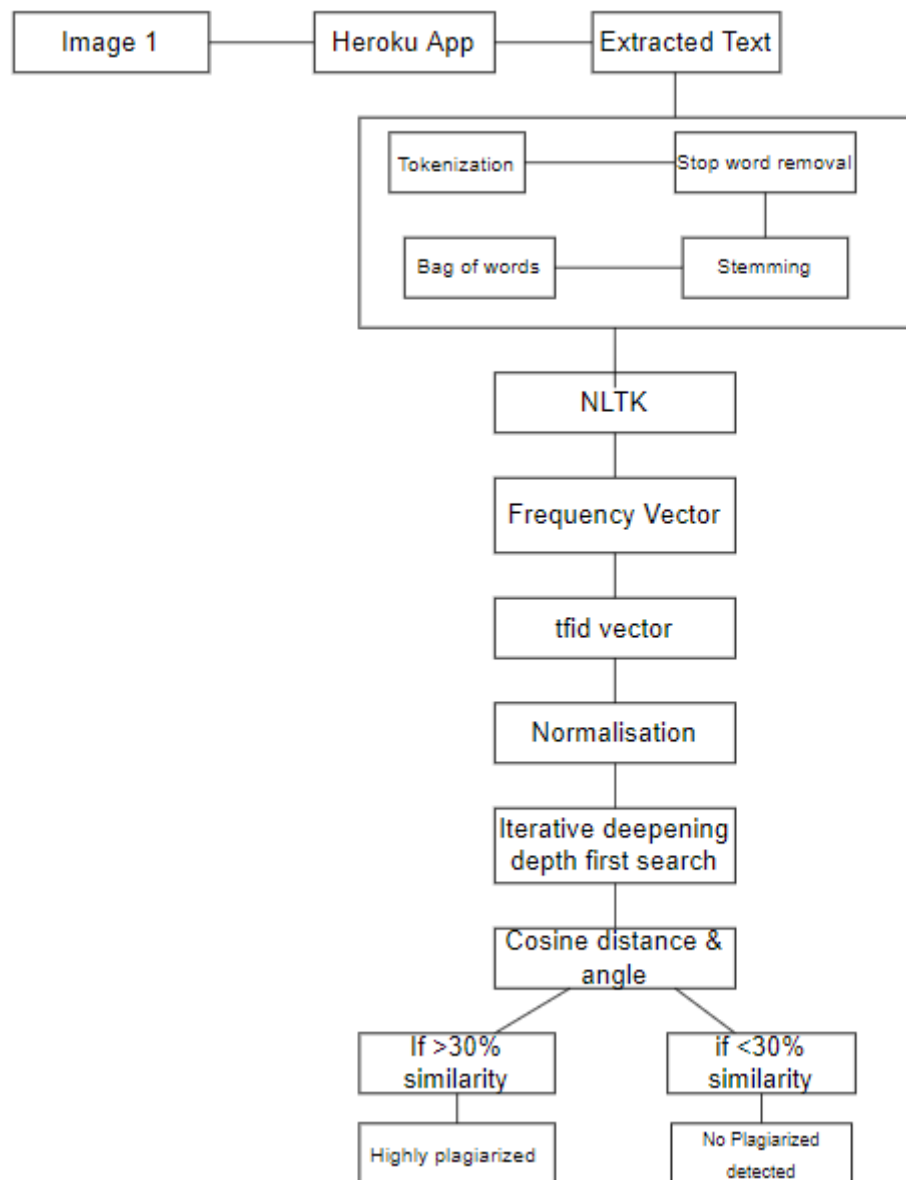 Image 1
Heroku App
Extracted Text
Tokenization
Stop word removal
Bag of words
Stemming
NLTK
Frequency Vector
tfid vector
Normalisation
Iterative deepening
depth first search
Cosine distance &
angle
If >30%
similarity
if <30%
similarity
Highly plagiarized
No Plagiarized
detected